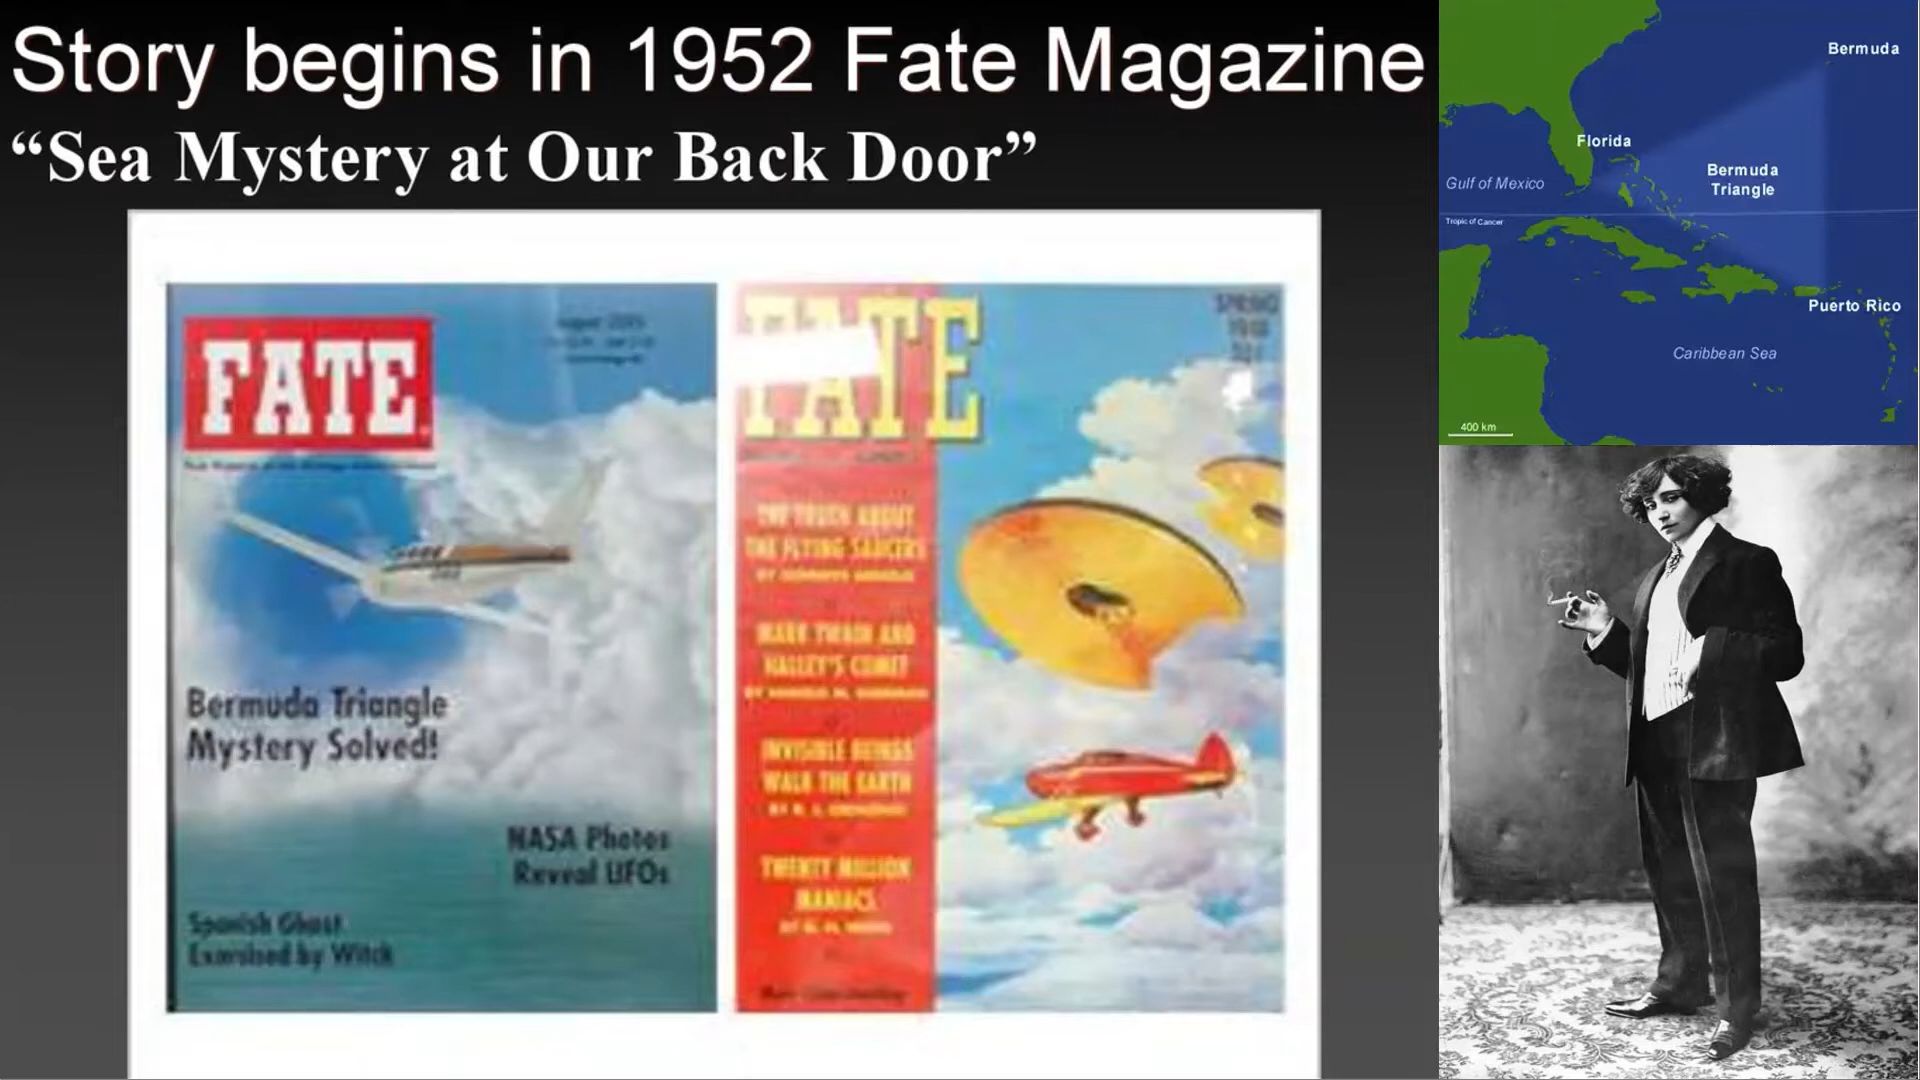 Story begins in 1952 Fate Magazine
“Sea Mystery at Our Back Door”
FATE
Bermuda Triangle
Mystery Solved!
NASA Photos
Reveal UFOs
Spanish Ghost
Exorcised by Witch
FATE
SPRING
THE TRUTH ABOUT
THE FLYING SAUCERS
MARK TWAIN AND
HALLEY'S COMET
INVISIBLE BEINGS
WALK THE EARTH
TWENTY MILLION
MANIACS
Bermuda
Florida
Bermuda
Triangle
Gulf of Mexico
Tropic of Cancer
Puerto Rico
Caribbean Sea
400 km